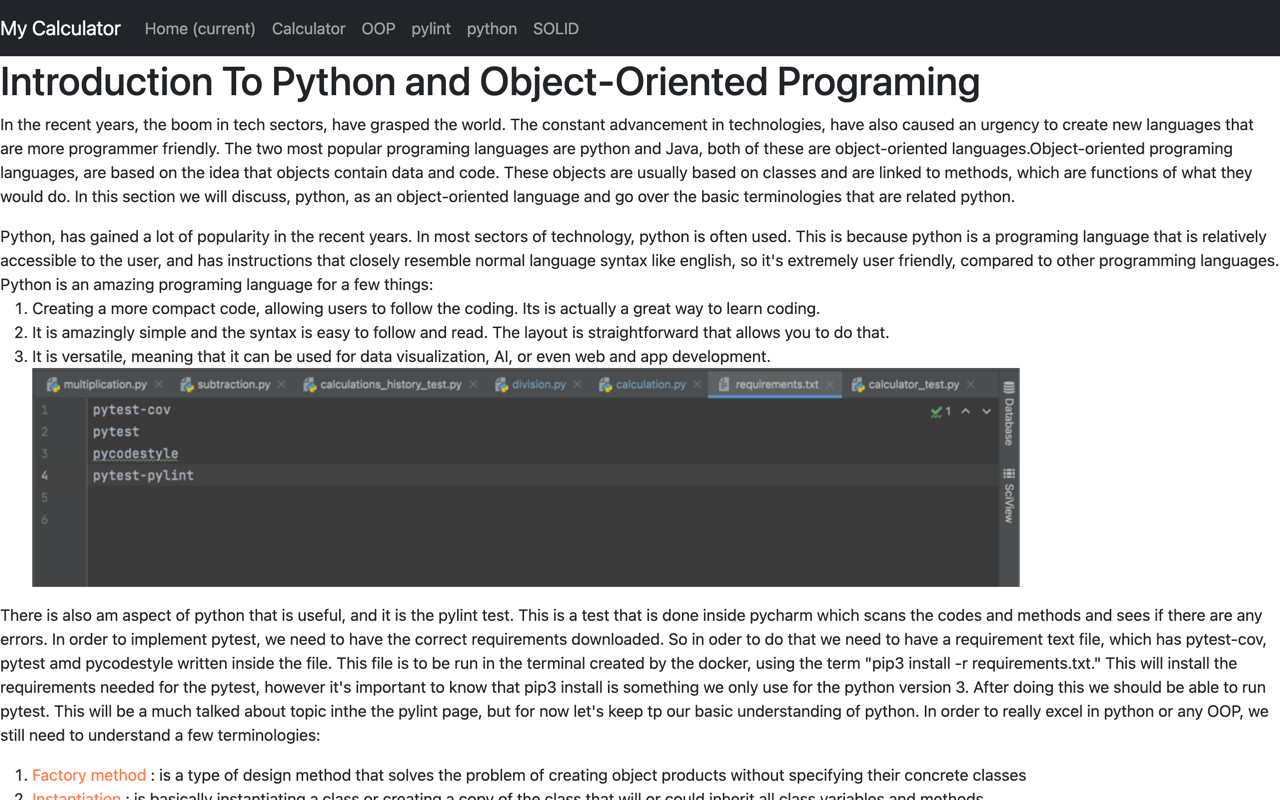 My Calculator Home (current) Calculator OOP pylint python SOLID
Introduction To Python and Object-Oriented Programing
In the recent years, the boom in tech sectors, have grasped the world. The constant advancement in technologies, have also caused an urgency to create new languages that
are more programmer friendly. The two most popular programing languages are python and Java, both of these are object-oriented languages.Object-oriented programing
languages, are based on the idea that objects contain data and code. These objects are usually based on classes and are linked to methods, which are functions of what they
would do. In this section we will discuss, python, as an object-oriented language and go over the basic terminologies that are related python.
Python, has gained a lot of popularity in the recent years. In most sectors of technology, python is often used. This is because python is a programing language that is relatively
accessible to the user, and has instructions that closely resemble normal language syntax like english, so it's extremely user friendly, compared to other programming languages.
Python is an amazing programing language for a few things:
1. Creating a more compact code, allowing users to follow the coding. Its is actually a great way to learn coding.
2. It is amazingly simple and the syntax is easy to follow and read. The layout is straightforward that allows you to do that.
3. It is versatile, meaning that it can be used for data visualization, AI, or even web and app development.
multiplication.py subtraction.py calculations_history_test.py division.py calculation.py requirements.txt calculator_test.py
1 pytest-cov 1
2 pytest
3 pycodestyle
4 pytest-pylint
5
6
Database
SciView
There is also am aspect of python that is useful, and it is the pylint test. This is a test that is done inside pycharm which scans the codes and methods and sees if there are any
errors. In order to implement pytest, we need to have the correct requirements downloaded. So in oder to do that we need to have a requirement text file, which has pytest-cov,
pytest amd pycodestyle written inside the file. This file is to be run in the terminal created by the docker, using the term "pip3 install -r requirements.txt." This will install the
requirements needed for the pytest, however it's important to know that pip3 install is something we only use for the python version 3. After doing this we should be able to run
pytest. This will be a much talked about topic inthe the pylint page, but for now let's keep tp our basic understanding of python. In order to really excel in python or any OOP, we
still need to understand a few terminologies:
1. Factory method : is a type of design method that solves the problem of creating object products without specifying their concrete classes
2. Instantiation : is basically instantiating a class or creating a copy of the class that will or could inherit all class variables and methods